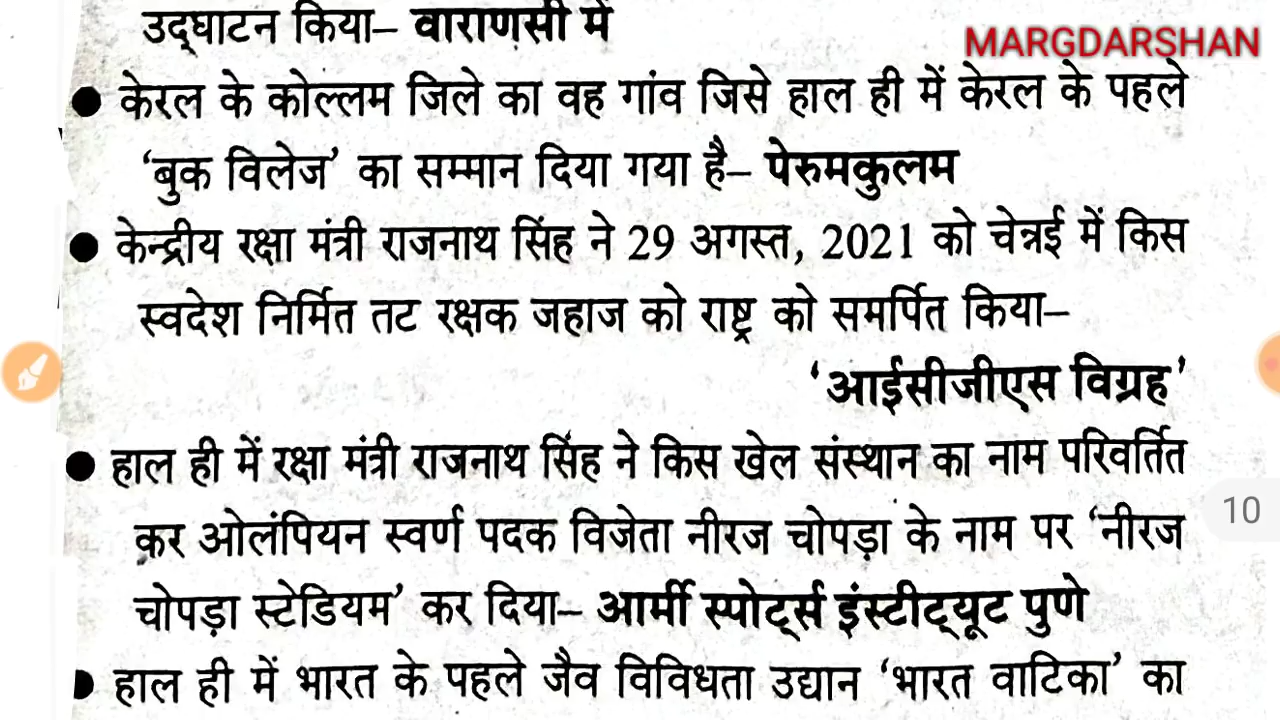 उद्घाटन किया– वाराणसी में
MARGDARSHAN
● केरल के कोल्लम जिले का वह गांव जिसे हाल ही में केरल के पहले
‘बुक विलेज’ का सम्मान दिया गया है– पेरुमकुलम
● केन्द्रीय रक्षा मंत्री राजनाथ सिंह ने 29 अगस्त, 2021 को चेन्नई में किस
स्वदेश निर्मित तट रक्षक जहाज को राष्ट्र को समर्पित किया–
‘आईसीजीएस विग्रह’
● हाल ही में रक्षा मंत्री राजनाथ सिंह ने किस खेल संस्थान का नाम परिवर्तित
कर ओलंपियन स्वर्ण पदक विजेता नीरज चोपड़ा के नाम पर ‘नीरज
चोपड़ा स्टेडियम’ कर दिया– आर्मी स्पोर्ट्स इंस्टीट्यूट पुणे
10
● हाल ही में भारत के पहले जैव विविधता उद्यान ‘भारत वाटिका’ का